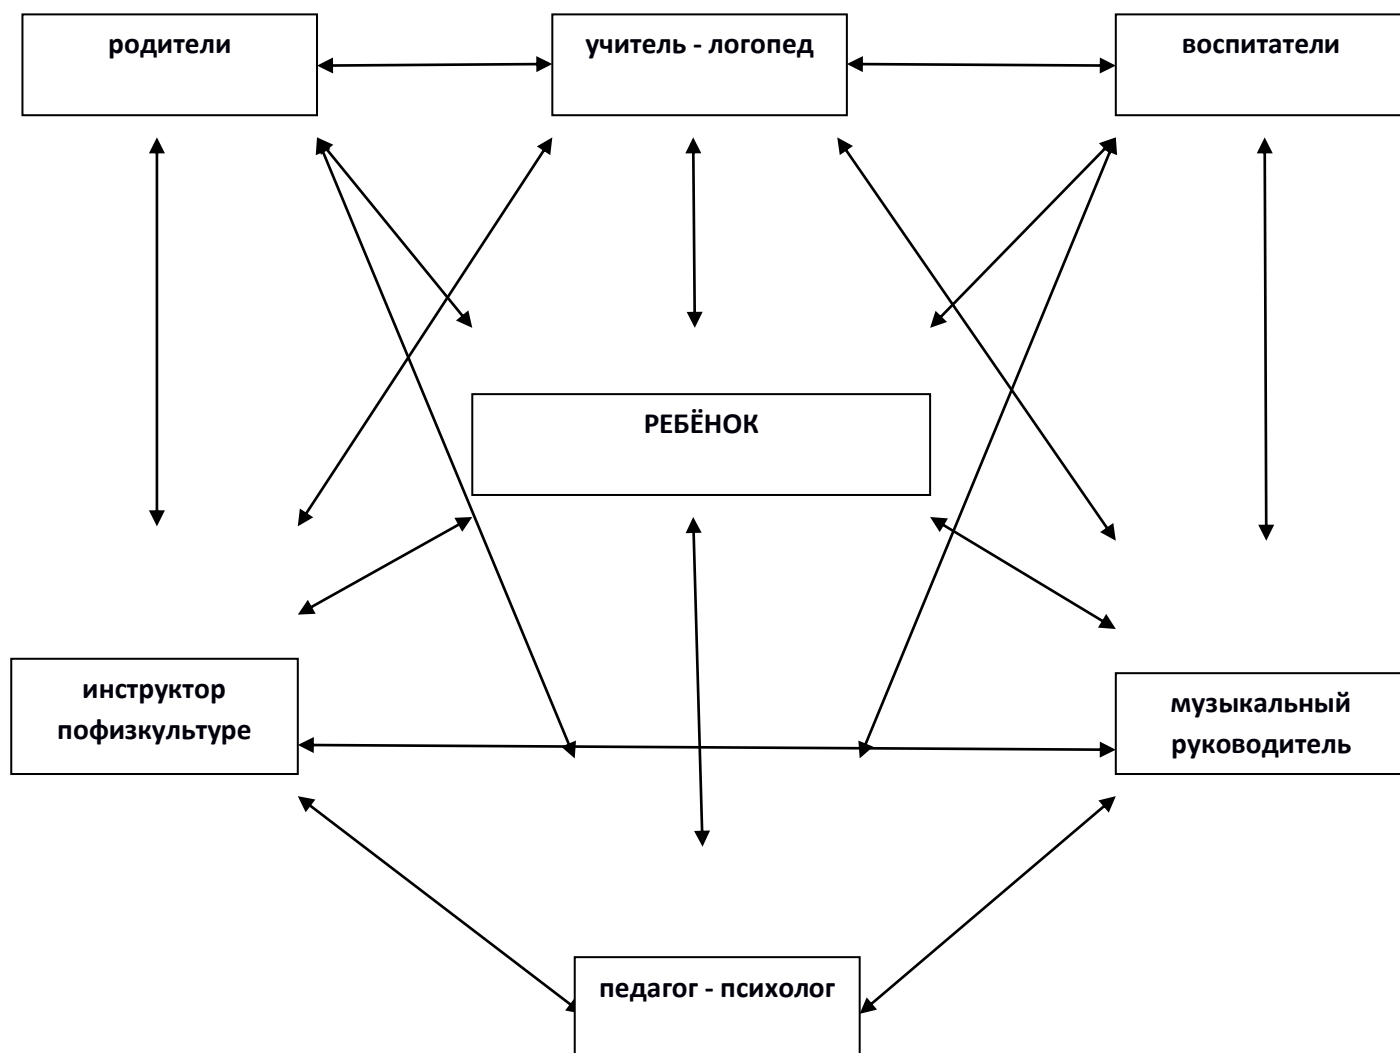 родители
учитель - логопед
воспитатели
РЕБЁНОК
инструктор
пофизкультуре
музыкальный
руководитель
педагог - психолог